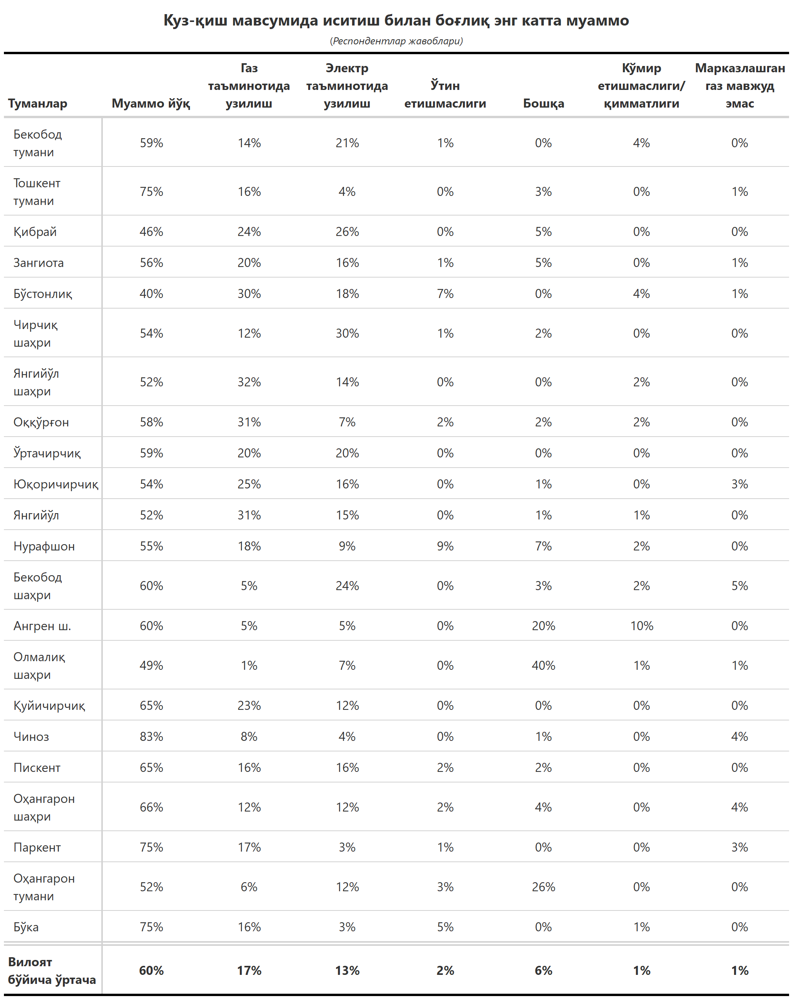 Куз-қиш мавсумида иситиш билан боғлиқ энг катта муаммо
(Респондентлар жавоблари)
Туманлар Муаммо йўқ Газ таъминотида узилиш Электр таъминотида узилиш Ўтин етишмаслиги Бошқа Кўмир етишмаслиги/қимматлиги Марказлашган газ мавжуд эмас
Бекобод тумани 59% 14% 21% 1% 0% 4% 0%
Тошкент тумани 75% 16% 4% 0% 3% 0% 1%
Қибрай 46% 24% 26% 0% 5% 0% 0%
Зангиота 56% 20% 16% 1% 5% 0% 1%
Бўстонлиқ 40% 30% 18% 7% 0% 4% 1%
Чирчиқ шаҳри 54% 12% 30% 1% 2% 0% 0%
Янгийўл шаҳри 52% 32% 14% 0% 0% 2% 0%
Оққўрғон 58% 31% 7% 2% 2% 2% 0%
Ўртачирчиқ 59% 20% 20% 0% 0% 0% 0%
Юқоричирчиқ 54% 25% 16% 0% 1% 0% 3%
Янгийўл 52% 31% 15% 0% 1% 1% 0%
Нурафшон 55% 18% 9% 9% 7% 2% 0%
Бекобод шаҳри 60% 5% 24% 0% 3% 2% 5%
Ангрен ш. 60% 5% 5% 0% 20% 10% 0%
Олмалиқ шаҳри 49% 1% 7% 0% 40% 1% 1%
Қуйичирчиқ 65% 23% 12% 0% 0% 0% 0%
Чиноз 83% 8% 4% 0% 1% 0% 4%
Пискент 65% 16% 16% 2% 2% 0% 0%
Оҳангарон шаҳри 66% 12% 12% 2% 4% 0% 4%
Паркент 75% 17% 3% 1% 0% 0% 3%
Оҳангарон тумани 52% 6% 12% 3% 26% 0% 0%
Бўка 75% 16% 3% 5% 0% 1% 0%
Вилоят бўйича ўртача 60% 17% 13% 2% 6% 1% 1%